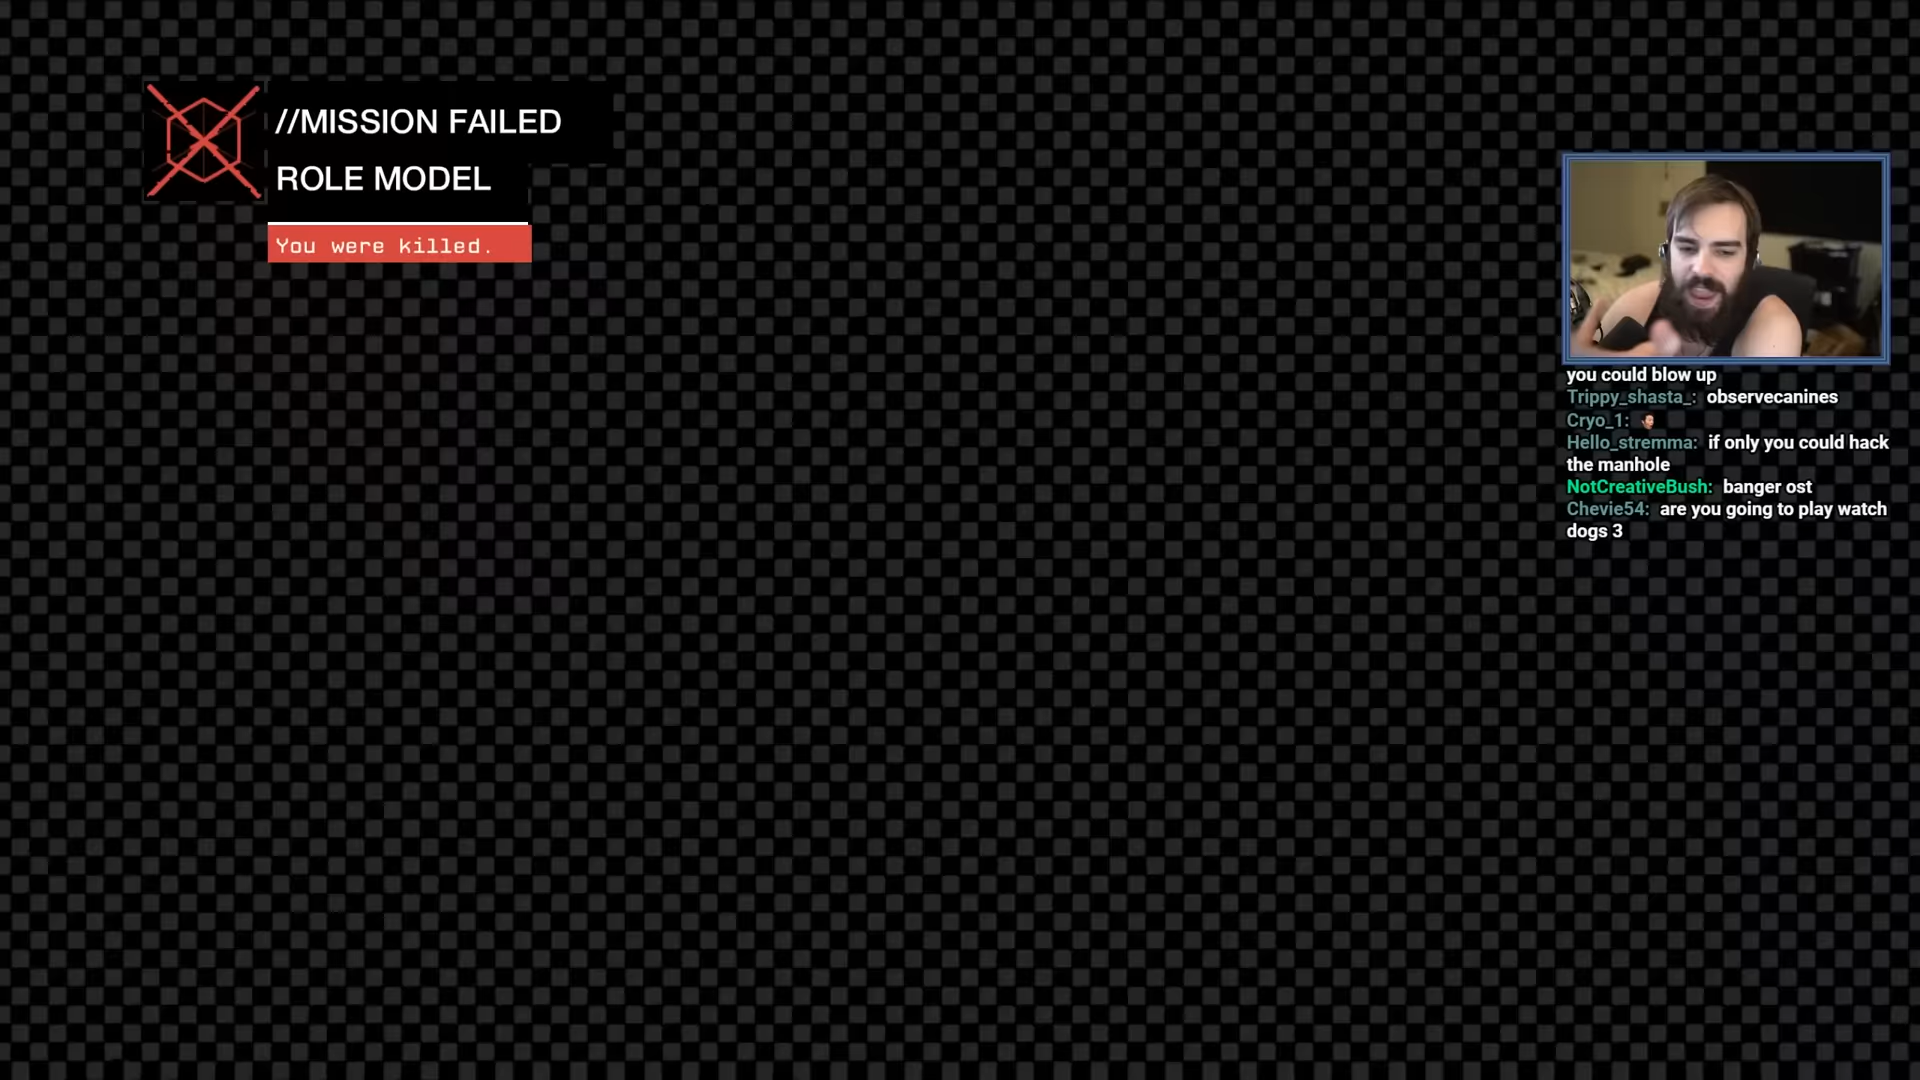 //MISSION FAILED
ROLE MODEL
You were killed.
you could blow up
Trippy_shasta_: observecanines
Cryo_1:
Hello_stremma: if only you could hack
the manhole
NotCreativeBush: banger ost
Chevie54: are you going to play watch
dogs 3